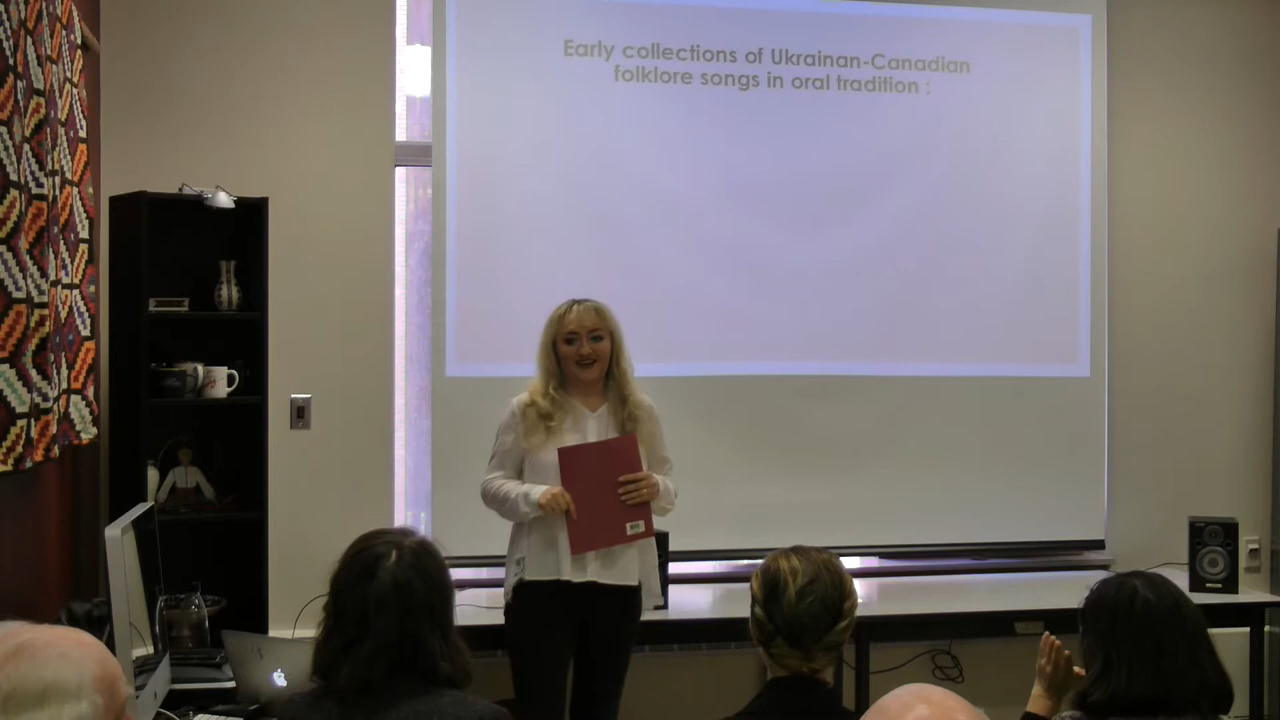 Early collections of Ukrainan-Canadian
folklore songs in oral tradition :